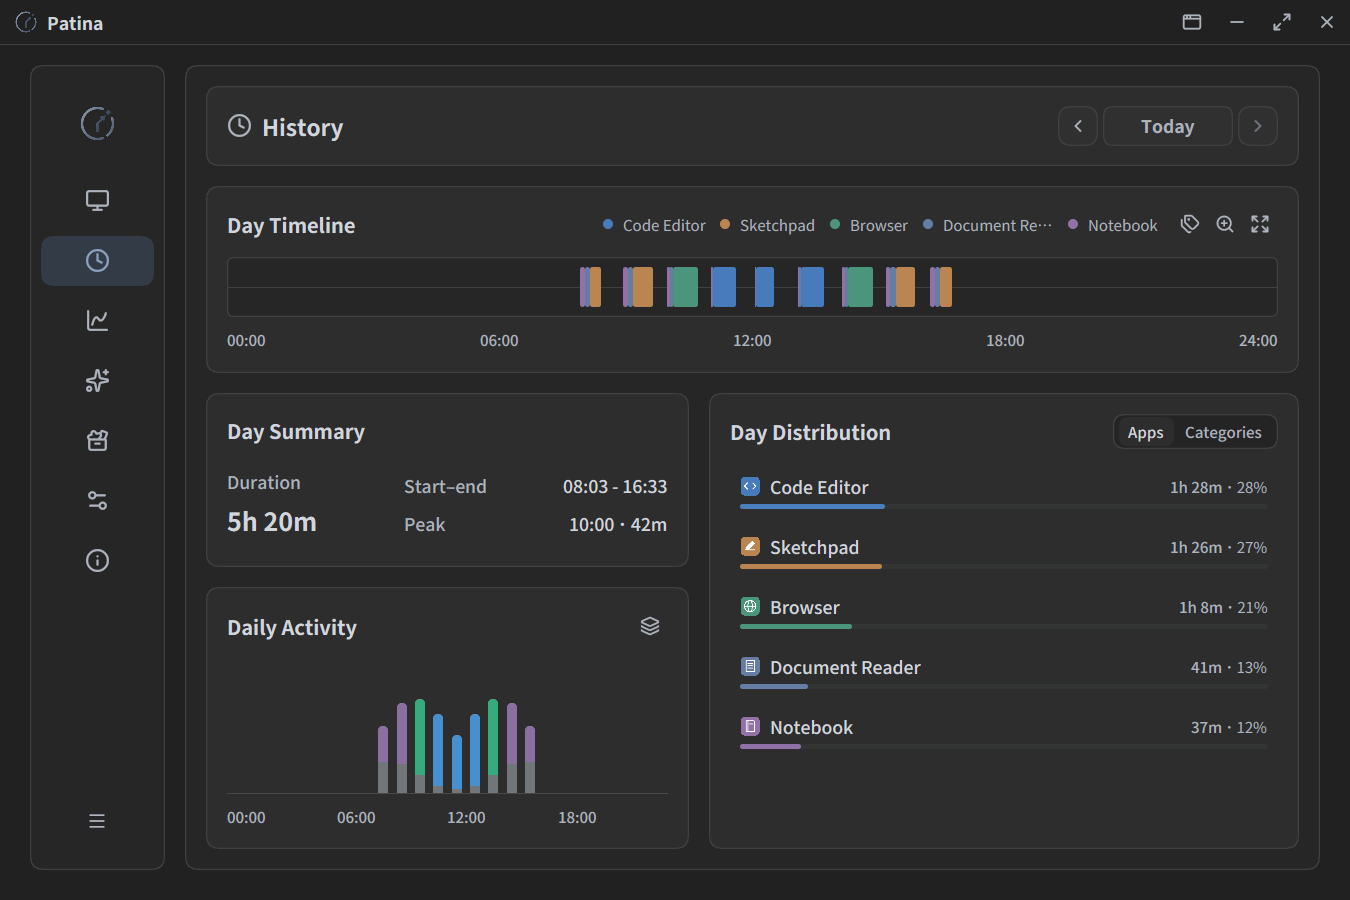 Patina
History
Today
Day Timeline
Code Editor
Sketchpad
Browser
Document Re···
Notebook
00:00 06:00 12:00 18:00 24:00
Day Summary
Duration
5h 20m
Start–end 08:03 - 16:33
Peak 10:00 · 42m
Day Distribution
Apps Categories
Code Editor 1h 28m · 28%
Sketchpad 1h 26m · 27%
Browser 1h 8m · 21%
Document Reader 41m · 13%
Notebook 37m · 12%
Daily Activity
00:00 06:00 12:00 18:00